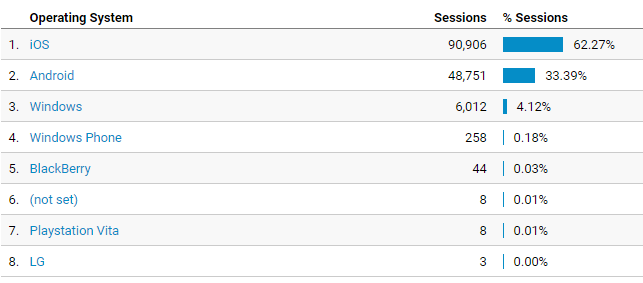 Operating System Sessions % Sessions
1. iOS 90,906 62.27%
2. Android 48,751 33.39%
3. Windows 6,012 4.12%
4. Windows Phone 258 0.18%
5. BlackBerry 44 0.03%
6. (not set) 8 0.01%
7. Playstation Vita 8 0.01%
8. LG 3 0.00%